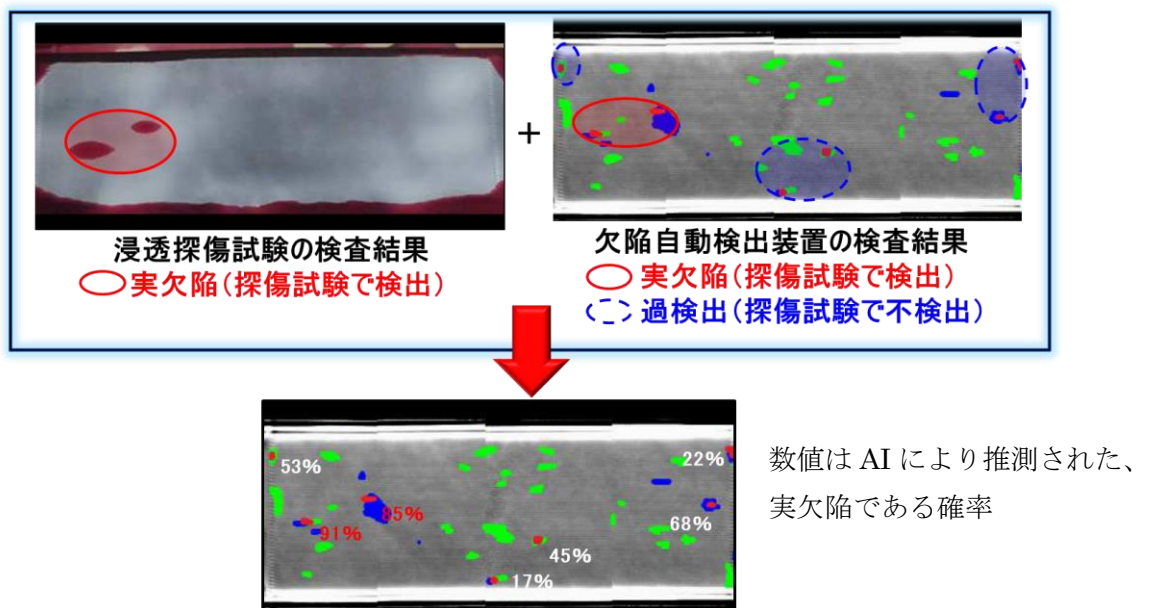 +
浸透探傷試験の検査結果
実欠陥(探傷試験で検出)
欠陥自動検出装置の検査結果
実欠陥(探傷試験で検出)
過検出(探傷試験で不検出)
53%
22%
85%
91%
68%
45%
17%
数値は AI により推測された、
実欠陥である確率